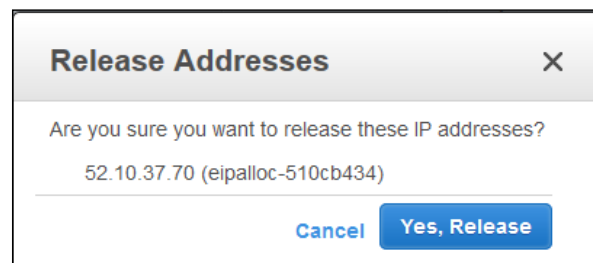 Release Addresses
Are you sure you want to release these IP addresses?
52.10.37.70 (eipalloc-510cb434)
Cancel Yes, Release